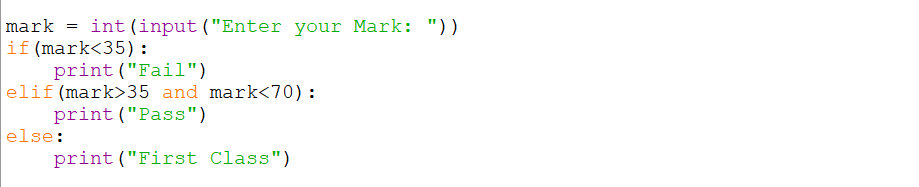 mark = int(input("Enter your Mark: "))
if(mark<35):
    print("Fail")
elif(mark>35 and mark<70):
    print("Pass")
else:
    print("First Class")